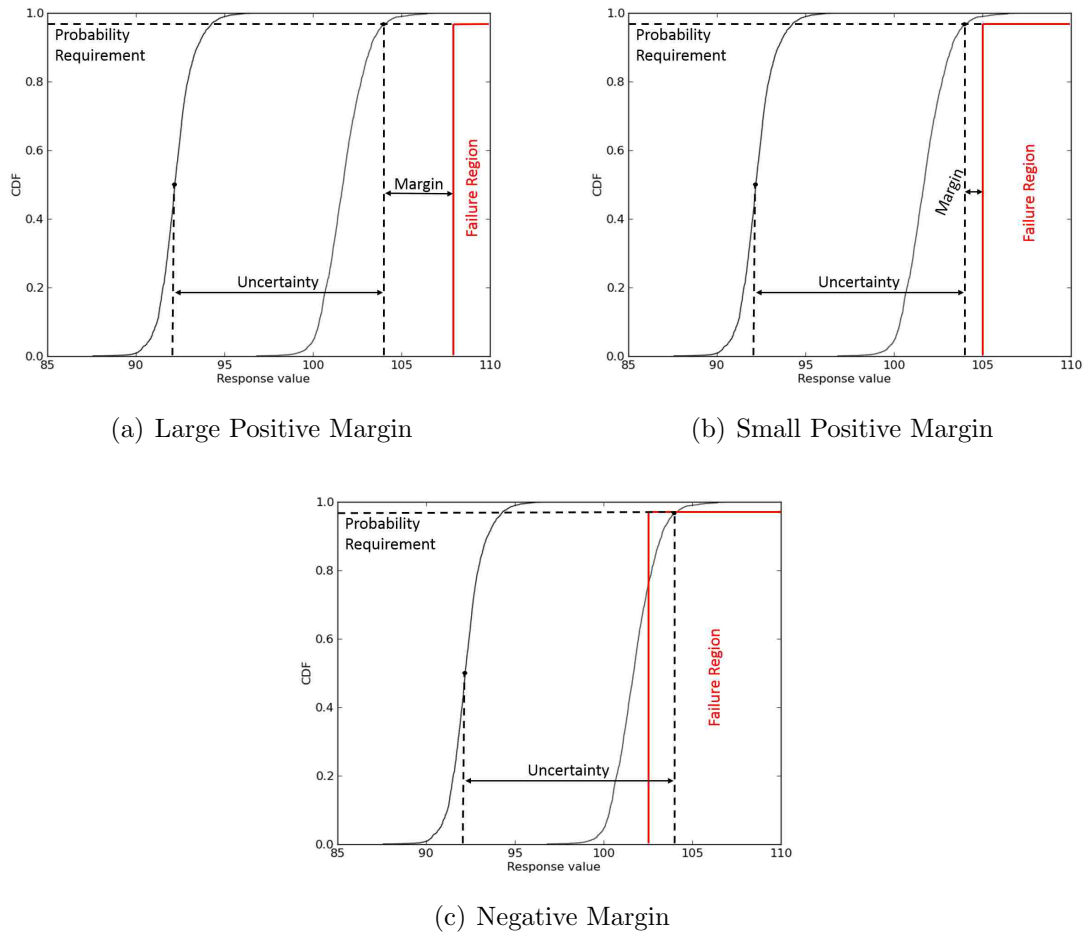 1.0
Probability
Requirement
0.8
0.6
CDF
Margin
0.4
Uncertainty
0.2
0.0
85 90 95 100 105 110
Response value
Failure Region
(a) Large Positive Margin
1.0
Probability
Requirement
0.8
0.6
CDF
Margin
0.4
Uncertainty
0.2
0.0
85 90 95 100 105 110
Response value
Failure Region
(b) Small Positive Margin
1.0
Probability
Requirement
0.8
0.6
CDF
0.4
Uncertainty
0.2
0.0
85 90 95 100 105 110
Response value
Failure Region
(c) Negative Margin